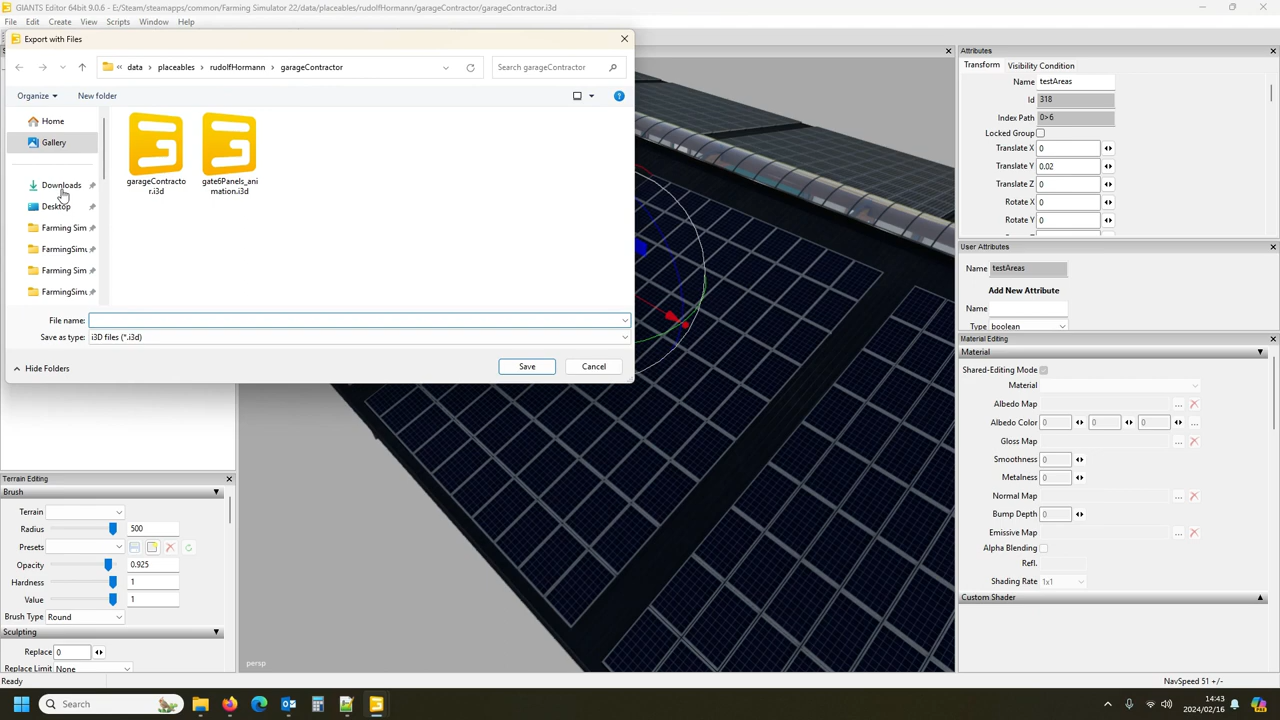 GIANTS Editor 64bit 9.0.6 - E:/Steam/steamapps/common/Farming Simulator 22/data/placeables/rudolfHormann/garageContractor/garageContractor.i3d
File Edit Create View Scripts Window Help
Export with Files
« data > placeables > rudolfHormann > garageContractor
Search garageContractor
Organize
New folder
Home
Gallery
Downloads
Desktop
Farming Sim
FarmingSimu
Farming Sim
FarmingSimu
garageContracto
r.i3d
gate6Panels_ani
mation.i3d
File name:
Save as type: i3D files (*.i3d)
Hide Folders
Save
Cancel
Attributes
Transform
Visibility Condition
Name testAreas
Id 318
Index Path 0>6
Locked Group
Translate X 0
Translate Y 0.02
Translate Z 0
Rotate X 0
Rotate Y 0
User Attributes
Name testAreas
Add New Attribute
Name
Type boolean
Material Editing
Material
Shared-Editing Mode
Material
Albedo Map ...
Albedo Color 0 0 0 ...
Gloss Map ...
Smoothness 0
Metalness 0
Normal Map ...
Bump Depth 0
Emissive Map ...
Alpha Blending
Refl.
Shading Rate 1x1
Custom Shader
Terrain Editing
Brush
Terrain
Radius 500
Presets
Opacity 0.925
Hardness 1
Value 1
Brush Type Round
Sculpting
Replace 0
Replace Limit None
persp
Ready
NavSpeed 51 +/-
Search
14:43
2024/02/16